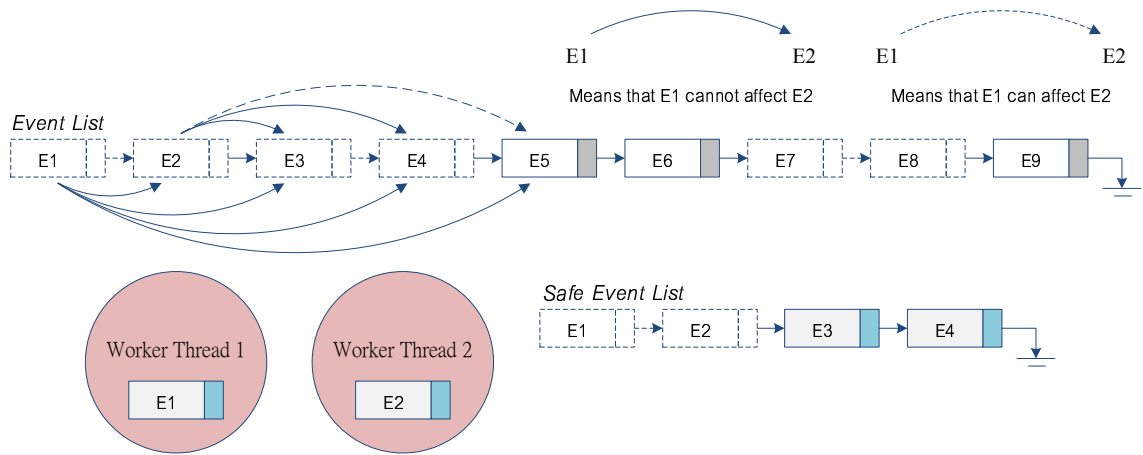 E1 E2 E1 E2
Means that E1 cannot affect E2 Means that E1 can affect E2
Event List
E1 E2 E3 E4 E5 E6 E7 E8 E9
Safe Event List
E1 E2 E3 E4
Worker Thread 1 Worker Thread 2
E1 E2